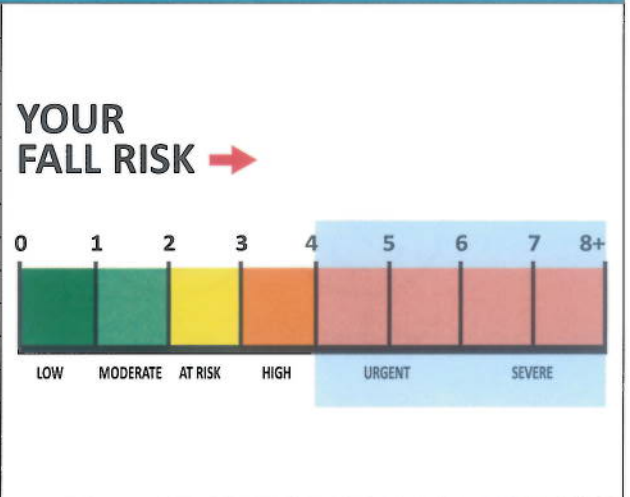 YOUR
FALL RISK
0 1 2 3 4 5 6 7 8+
LOW MODERATE AT RISK HIGH URGENT SEVERE